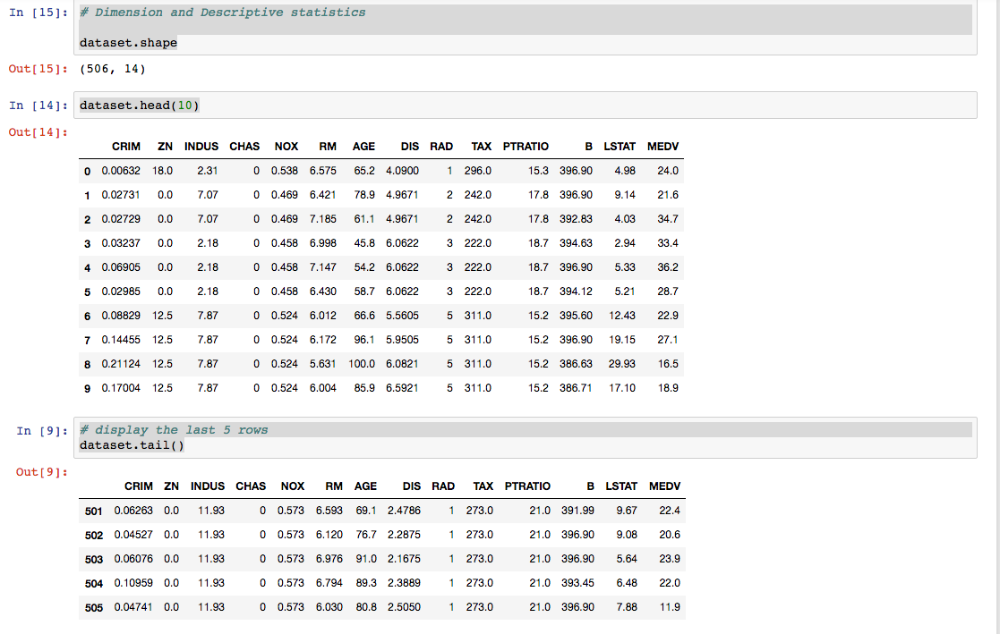 In [15]: # Dimension and Descriptive statistics
dataset.shape
Out[15]: (506, 14)
In [14]: dataset.head(10)
Out[14]:
CRIM ZN INDUS CHAS NOX RM AGE DIS RAD TAX PTRATIO B LSTAT MEDV
0 0.00632 18.0 2.31 0 0.538 6.575 65.2 4.0900 1 296.0 15.3 396.90 4.98 24.0
1 0.02731 0.0 7.07 0 0.469 6.421 78.9 4.9671 2 242.0 17.8 396.90 9.14 21.6
2 0.02729 0.0 7.07 0 0.469 7.185 61.1 4.9671 2 242.0 17.8 392.83 4.03 34.7
3 0.03237 0.0 2.18 0 0.458 6.998 45.8 6.0622 3 222.0 18.7 394.63 2.94 33.4
4 0.06905 0.0 2.18 0 0.458 7.147 54.2 6.0622 3 222.0 18.7 396.90 5.33 36.2
5 0.02985 0.0 2.18 0 0.458 6.430 58.7 6.0622 3 222.0 18.7 394.12 5.21 28.7
6 0.08829 12.5 7.87 0 0.524 6.012 66.6 5.5605 5 311.0 15.2 395.60 12.43 22.9
7 0.14455 12.5 7.87 0 0.524 6.172 96.1 5.9505 5 311.0 15.2 396.90 19.15 27.1
8 0.21124 12.5 7.87 0 0.524 5.631 100.0 6.0821 5 311.0 15.2 386.63 29.93 16.5
9 0.17004 12.5 7.87 0 0.524 6.004 85.9 6.5921 5 311.0 15.2 386.71 17.10 18.9
In [9]: # display the last 5 rows
dataset.tail()
Out[9]:
CRIM ZN INDUS CHAS NOX RM AGE DIS RAD TAX PTRATIO B LSTAT MEDV
501 0.06263 0.0 11.93 0 0.573 6.593 69.1 2.4786 1 273.0 21.0 391.99 9.67 22.4
502 0.04527 0.0 11.93 0 0.573 6.120 76.7 2.2875 1 273.0 21.0 396.90 9.08 20.6
503 0.06076 0.0 11.93 0 0.573 6.976 91.0 2.1675 1 273.0 21.0 396.90 5.64 23.9
504 0.10959 0.0 11.93 0 0.573 6.794 89.3 2.3889 1 273.0 21.0 393.45 6.48 22.0
505 0.04741 0.0 11.93 0 0.573 6.030 80.8 2.5050 1 273.0 21.0 396.90 7.88 11.9